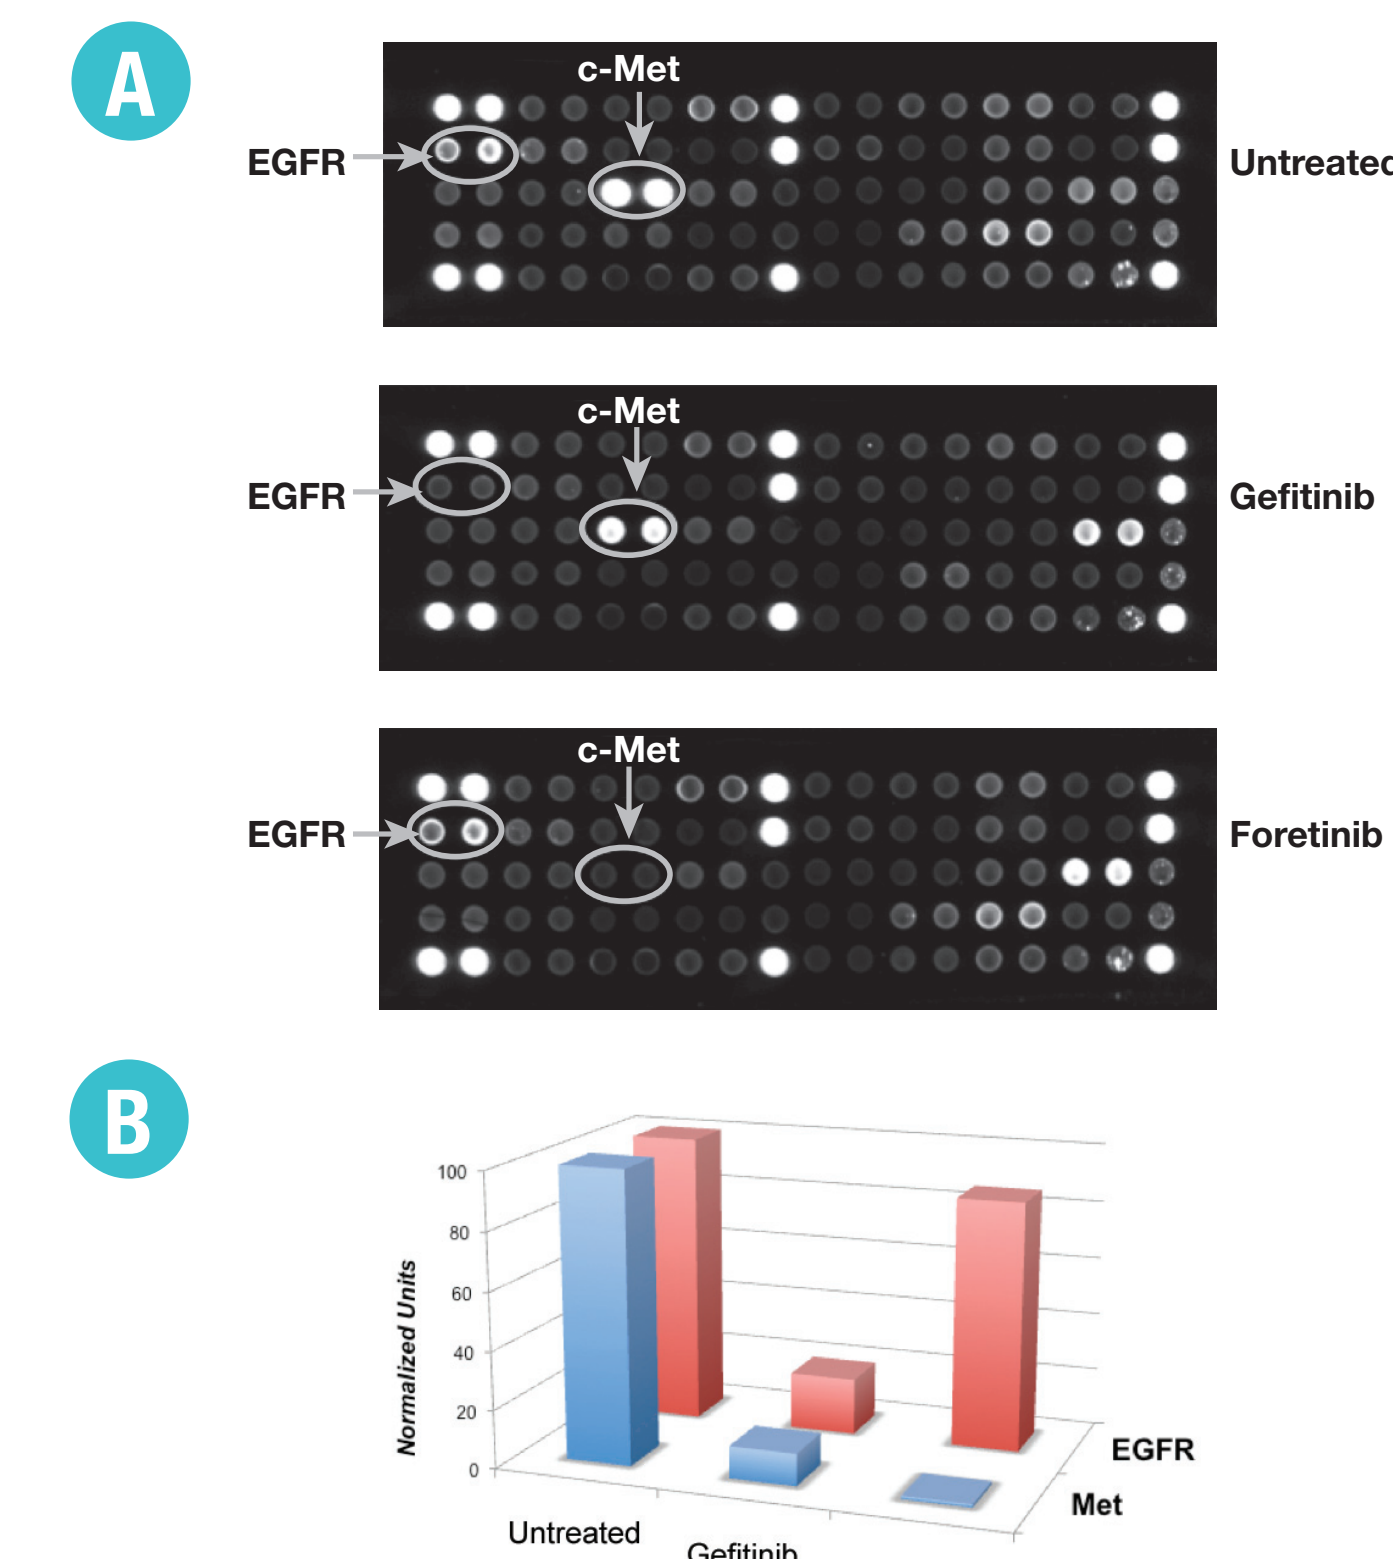 A
c-Met
EGFR
Untreated
c-Met
EGFR
Gefitinib
c-Met
EGFR
Foretinib
B
100
80
60
40
20
0
Normalized Units
EGFR
Met
Untreated
Gefitinib